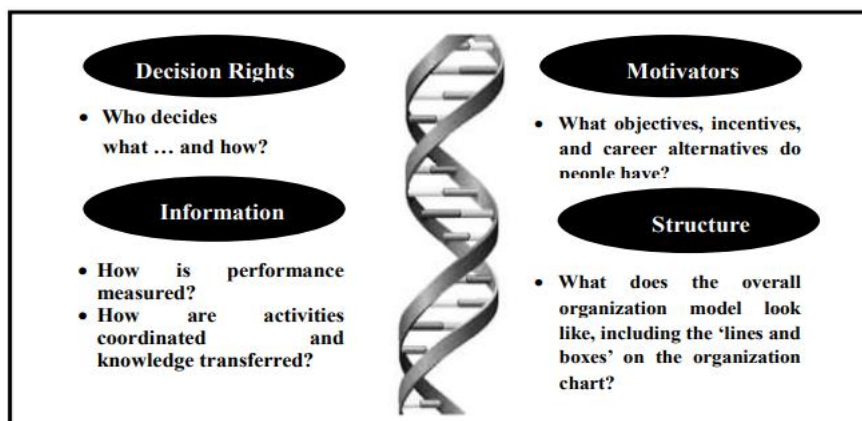 Decision Rights
• Who decides
what … and how?
Information
• How is performance
measured?
• How are activities
coordinated and
knowledge transferred?
Motivators
• What objectives, incentives,
and career alternatives do
people have?
Structure
• What does the overall
organization model look
like, including the ‘lines and
boxes’ on the organization
chart?